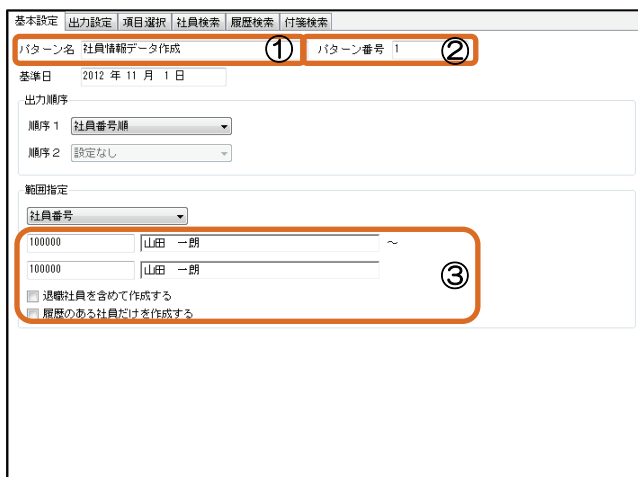 基本設定 出力設定 項目選択 社員検索 履歴検索 付箋検索
パターン名 社員情報データ作成 ① パターン番号 1 ②
基準日 2012 年 11 月 1 日
出力順序
順序1 社員番号順
順序2 設定なし
範囲指定
社員番号
100000 山田 一朗 ～
100000 山田 一朗
③
退職社員を含めて作成する
履歴のある社員だけを作成する